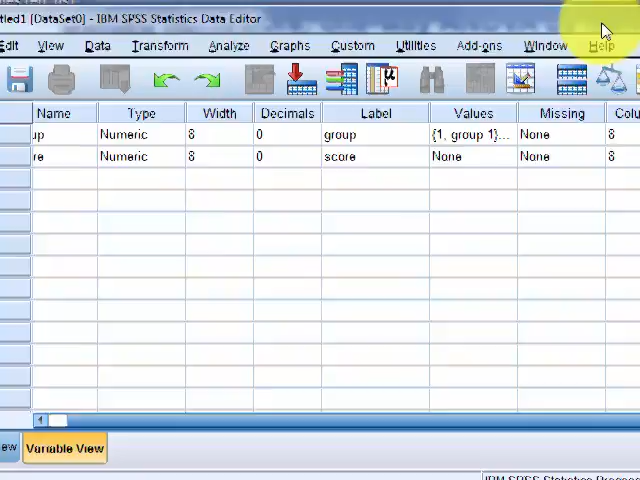 tled1 [DataSet0] - IBM SPSS Statistics Data Editor
Edit View Data Transform Analyze Graphs Custom Utilities Add-ons Window Help
Name Type Width Decimals Label Values Missing Colu
up Numeric 8 0 group {1, group 1}... None 8
re Numeric 8 0 score None None 8
ew Variable View
IBM SPSS Statistics